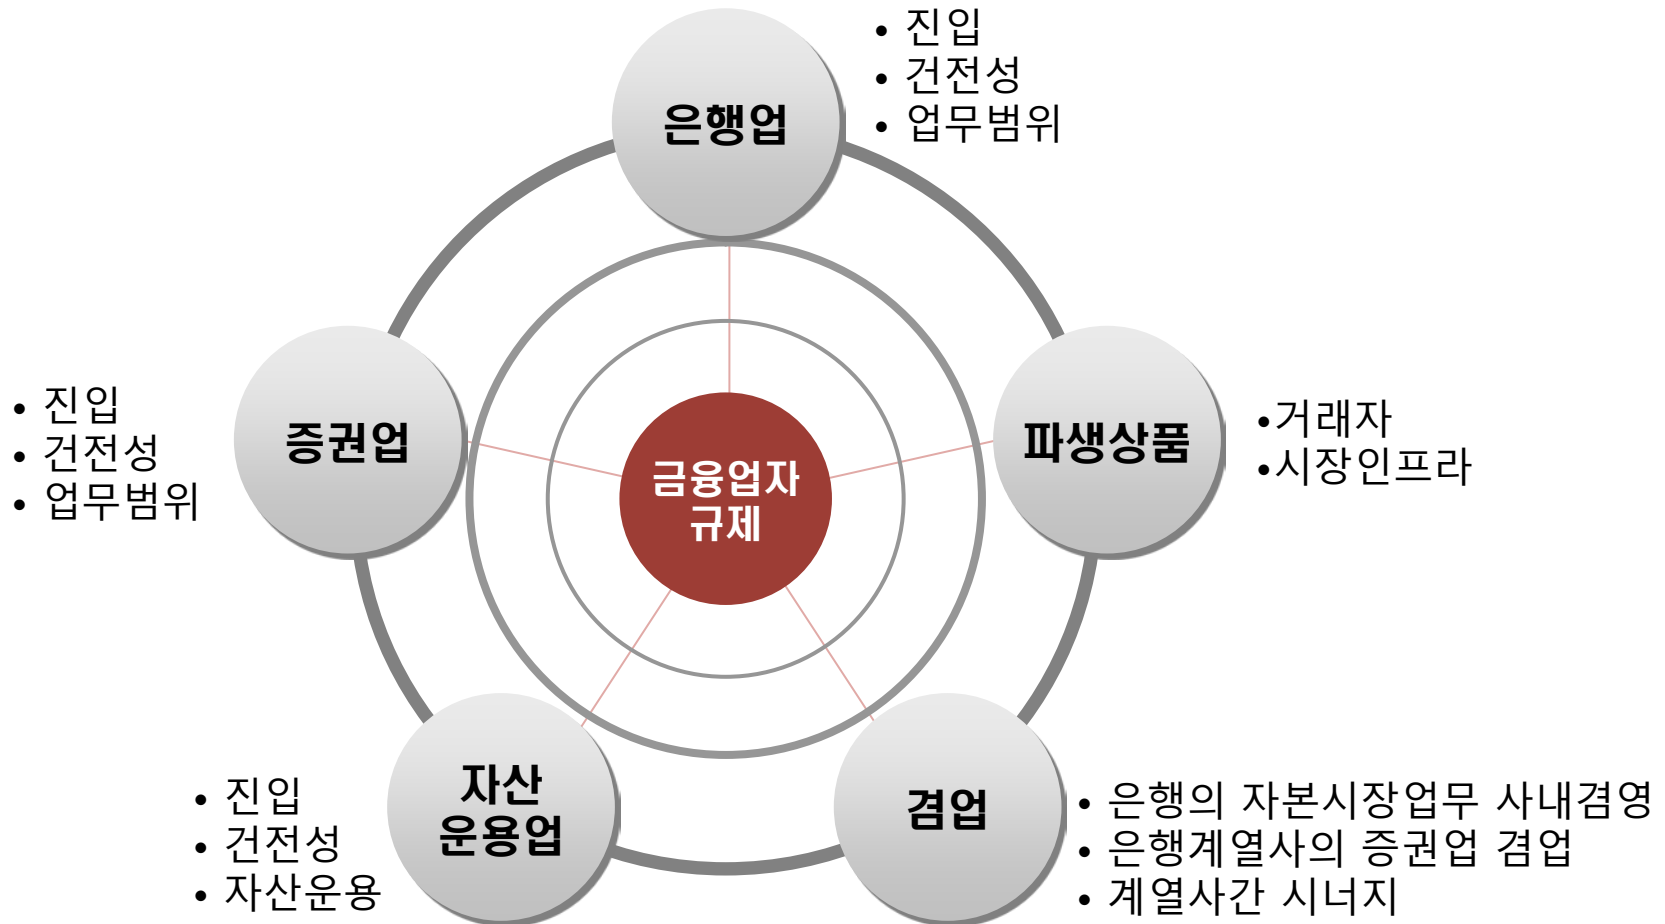 은행업
• 진입
• 건전성
• 업무범위
증권업
• 진입
• 건전성
• 업무범위
금융업자
규제
파생상품
•거래자
•시장인프라
자산
운용업
• 진입
• 건전성
• 자산운용
겸업
• 은행의 자본시장업무 사내겸영
• 은행계열사의 증권업 겸업
• 계열사간 시너지